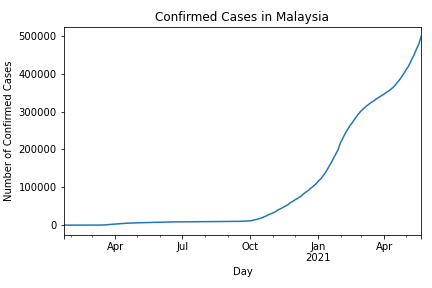 Confirmed Cases in Malaysia
Number of Confirmed Cases
500000
400000
300000
200000
100000
0
Apr
Jul
Oct
Jan
2021
Apr
Day